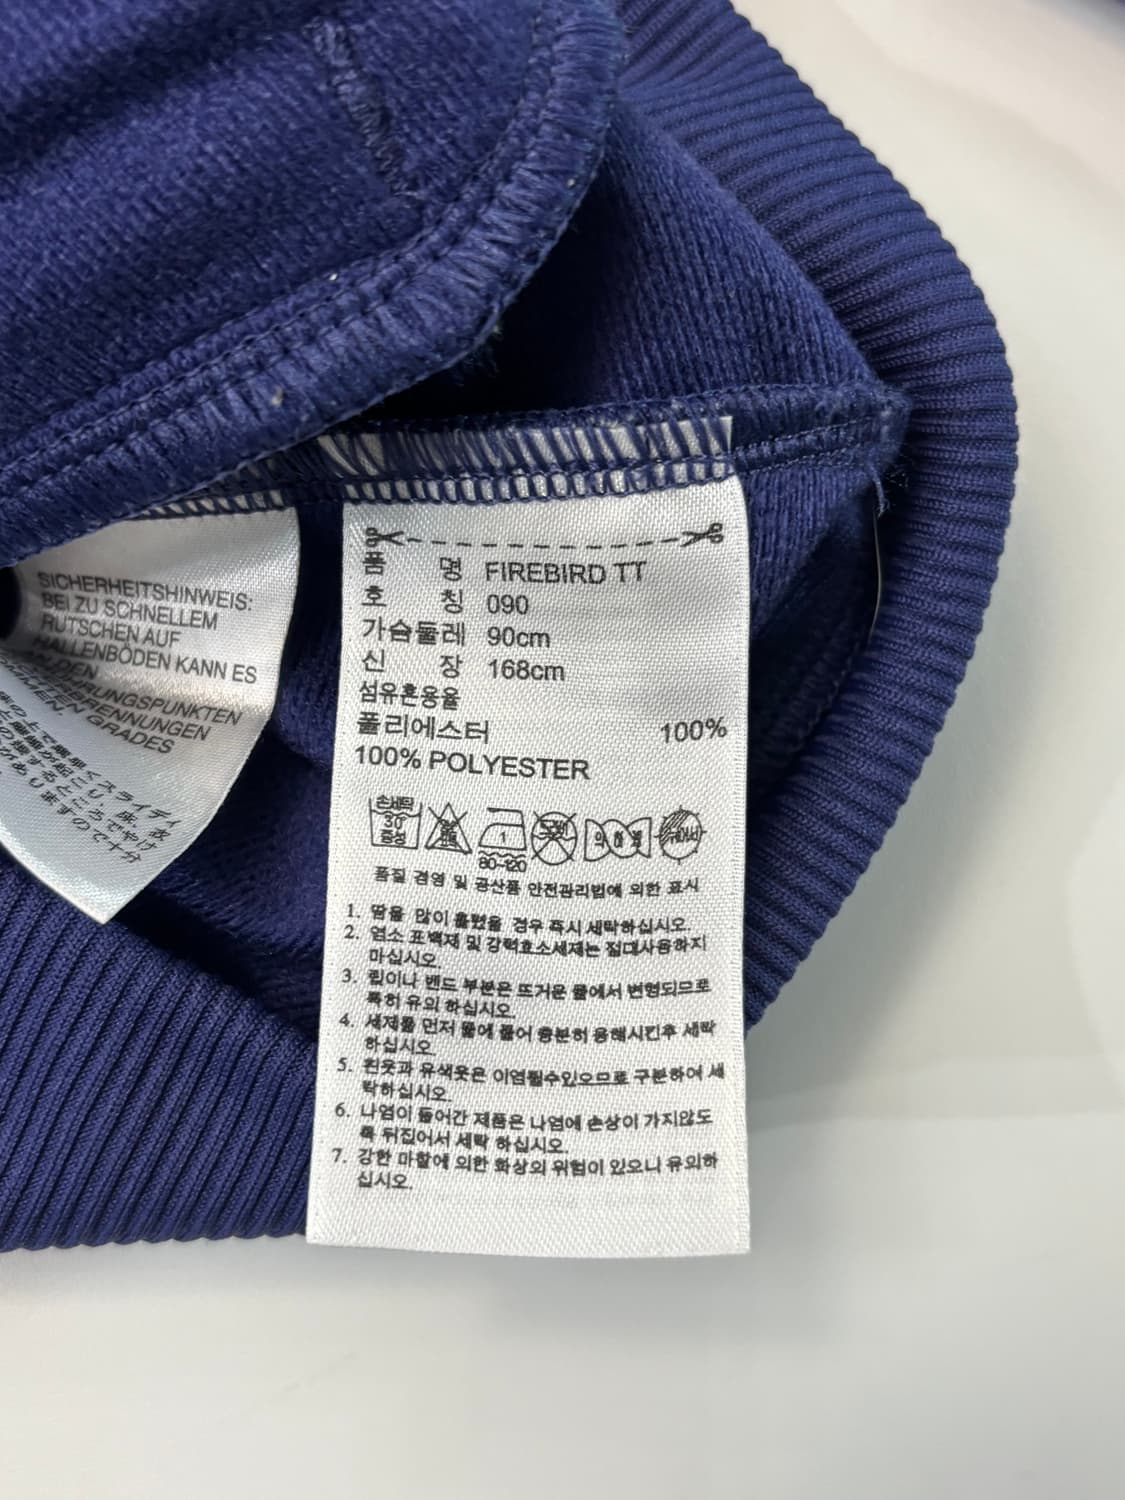 SICHERHEITSHINWEIS:
BEI ZU SCHNELLEM
RUTSCHEN AUF
HALLENBÖDEN KANN ES
RUNGSPUNKTEN
BRENNUNGEN
GRADES
품 명 FIREBIRD TT
호 칭 090
가슴둘레 90cm
신 장 168cm
섬유혼용율
폴리에스터 100%
100% POLYESTER
손세탁
30
중성
1
80-120
품질 경영 및 공산품 안전관리법에 의한 표시
1. 땀을 많이 흘렸을 경우 즉시 세탁하십시오.
2. 염소 표백제 및 강력효소세제는 절대사용하지
마십시오.
3. 립이나 밴드 부분은 뜨거운 물에서 변형되므로
특히 유의 하십시오.
4. 세제를 먼저 물에 풀어 충분히 용해시킨후 세탁
하십시오.
5. 흰옷과 유색옷은 이염될수있으므로 구분하여 세
탁하십시오.
6. 나염이 들어간 제품은 나염에 손상이 가지않도
록 뒤집어서 세탁 하십시오.
7. 강한 마찰에 의한 화상의 위험이 있으니 유의하
십시오.